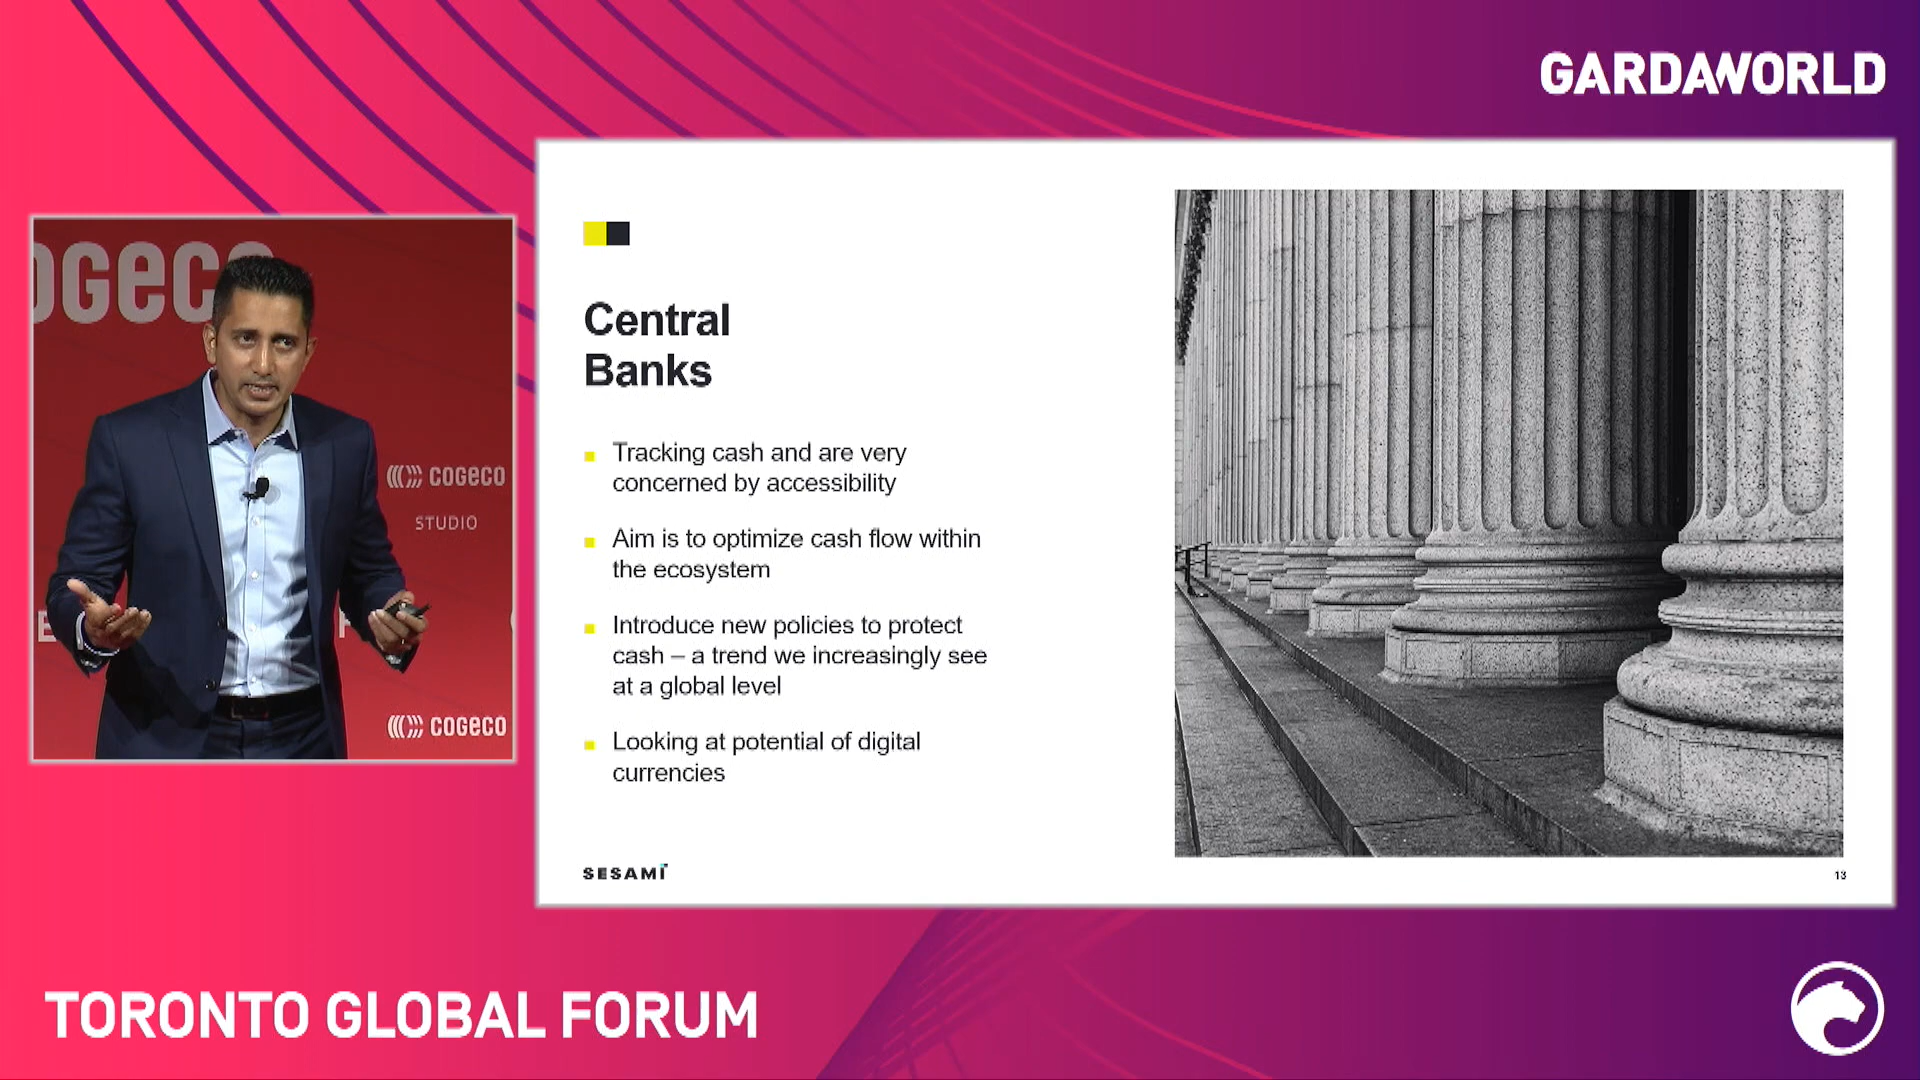 GARDAWORLD
cogeco
cogeco
STUDIO
cogeco
Central
Banks
Tracking cash and are very
concerned by accessibility
Aim is to optimize cash flow within
the ecosystem
Introduce new policies to protect
cash – a trend we increasingly see
at a global level
Looking at potential of digital
currencies
SESAMI
13
TORONTO GLOBAL FORUM